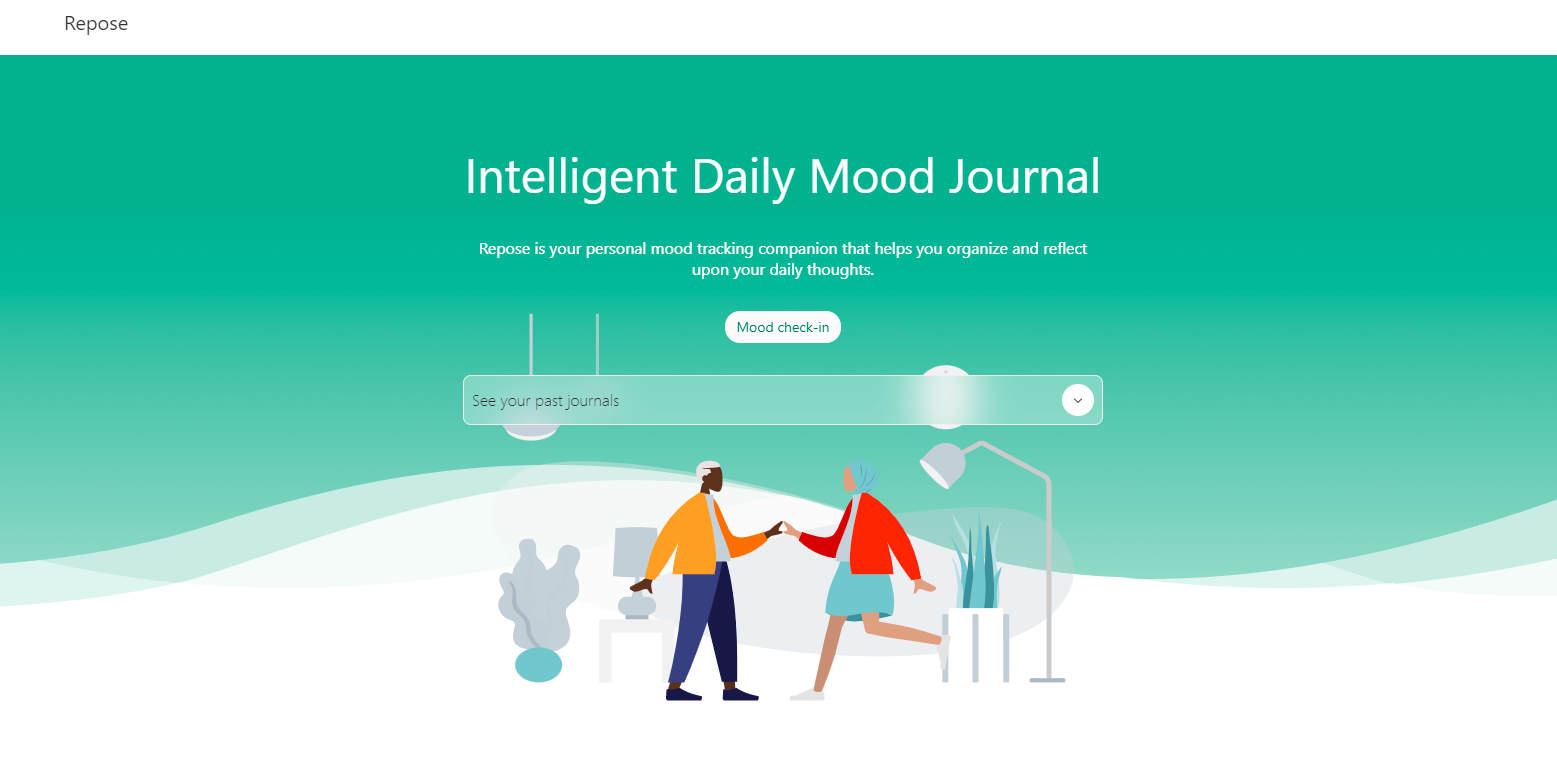 Repose
Intelligent Daily Mood Journal
Repose is your personal mood tracking companion that helps you organize and reflect
upon your daily thoughts.
Mood check-in
See your past journals